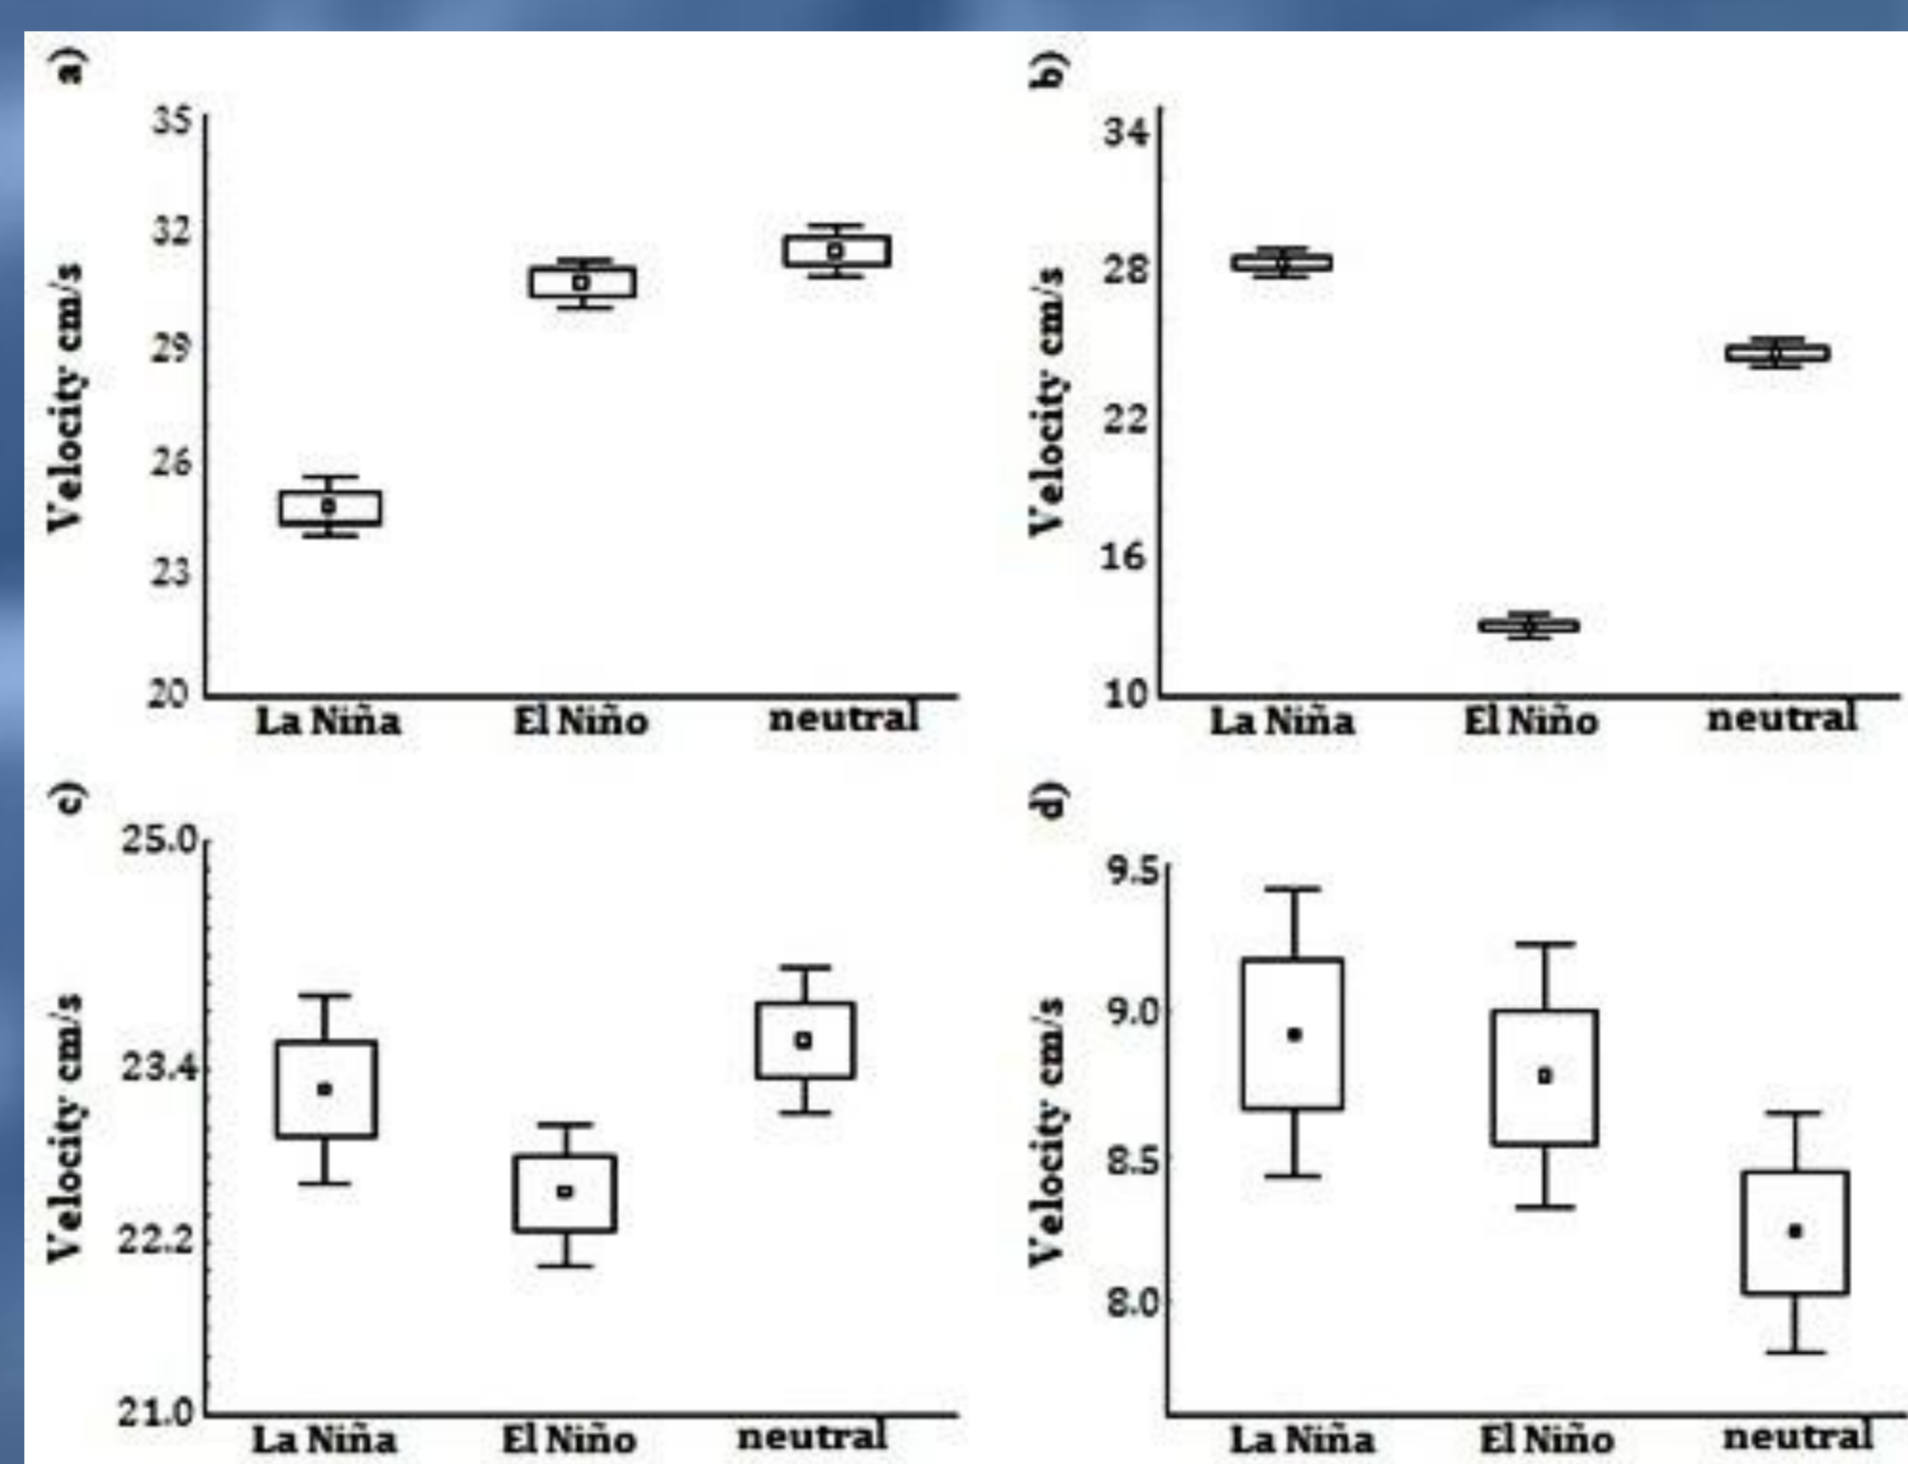 a)
Velocity cm/s
35
32
29
26
23
20
La Niña El Niño neutral
b)
Velocity cm/s
34
28
22
16
10
La Niña El Niño neutral
c)
Velocity cm/s
25.0
23.4
22.2
21.0
La Niña El Niño neutral
d)
Velocity cm/s
9.5
9.0
8.5
8.0
La Niña El Niño neutral